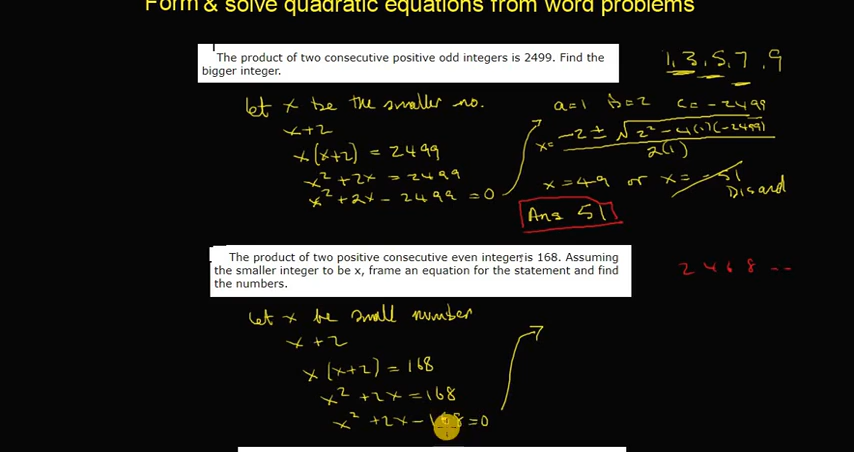 Form & solve quadratic equations from word problems
The product of two consecutive positive odd integers is 2499. Find the
bigger integer.
1, 3, 5, 7, 9
let x be the smaller no.
x+2
x(x+2) = 2499
x² + 2x = 2499
x² + 2x - 2499 = 0
a=1 b=2 c=-2499
x= -2 ± √2² - 4(1)(-2499)
2(1)
x=49 or x= -51
Discard
Ans 51
The product of two positive consecutive even integers is 168. Assuming
the smaller integer to be x, frame an equation for the statement and find
the numbers.
2 4 6 8 --
let x be small number
x+2
x(x+2) = 168
x² + 2x = 168
x² + 2x - 168 = 0